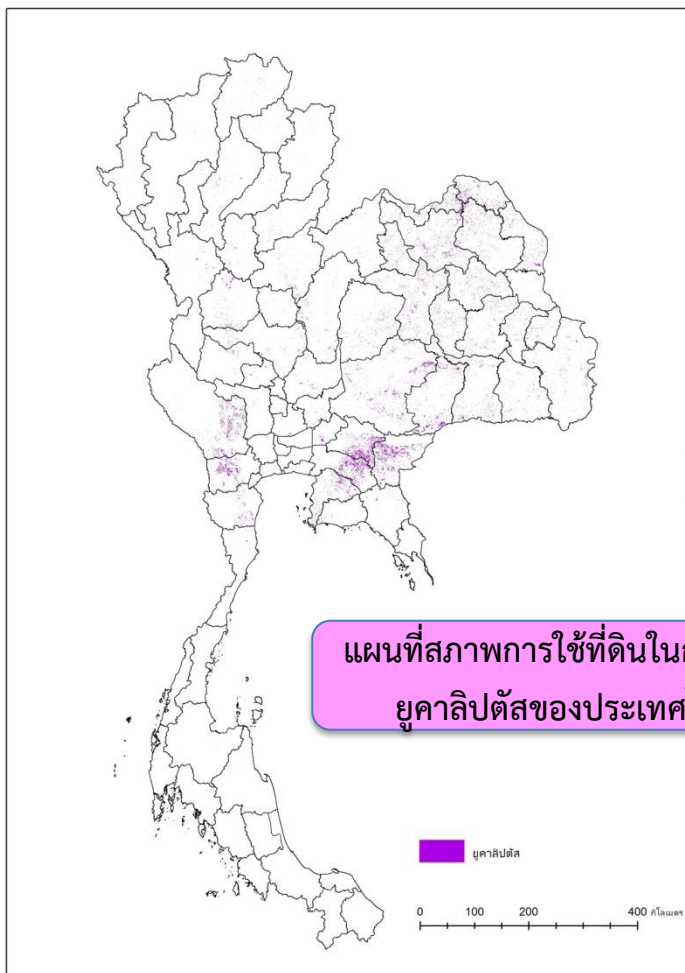 แผนที่สภาพการใช้ที่ดินใน
ยูคาลิปตัสของประเทศ
ยูคาลิปตัส
0 100 200 400 กิโลเมตร